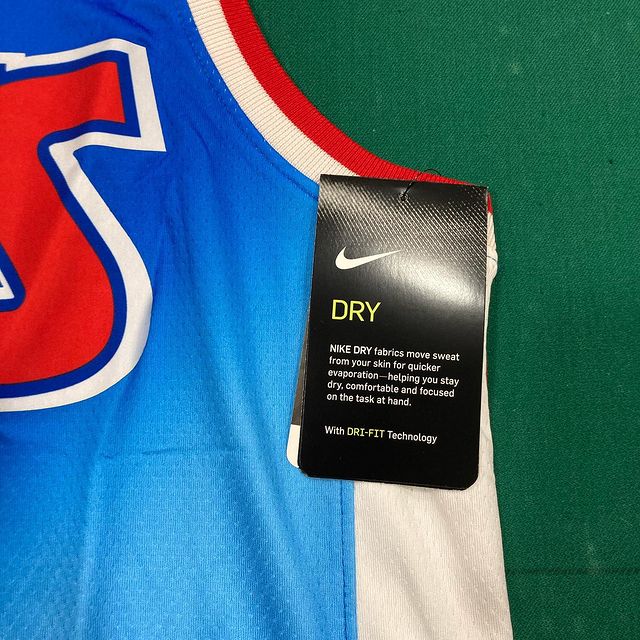 DRY
NIKE DRY fabrics move sweat
from your skin for quicker
evaporation—helping you stay
dry, comfortable and focused
on the task at hand.
With DRI-FIT Technology